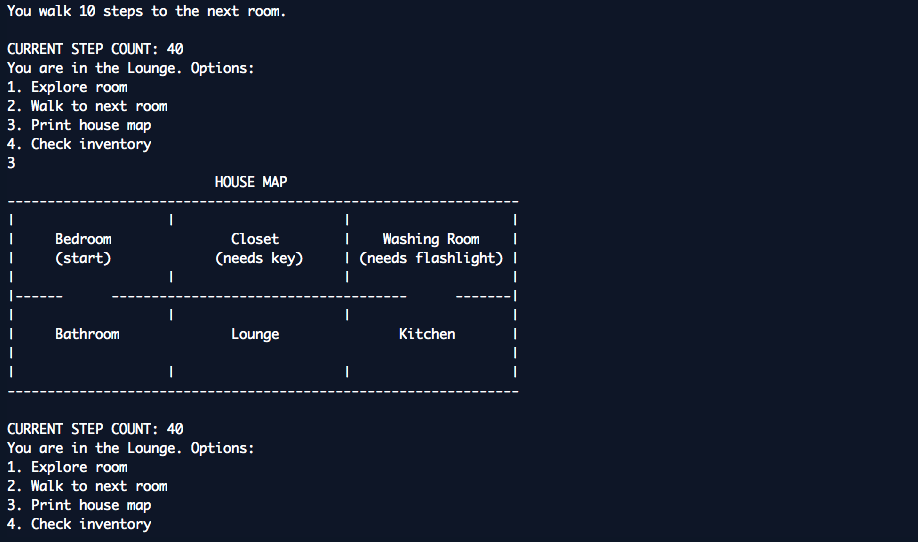 You walk 10 steps to the next room.

CURRENT STEP COUNT: 40
You are in the Lounge. Options:
1. Explore room
2. Walk to next room
3. Print house map
4. Check inventory
3
                          HOUSE MAP
----------------------------------------------------------------
|                   |                     |                    |
|     Bedroom               Closet        |    Washing Room    |
|     (start)             (needs key)     | (needs flashlight) |
|                   |                     |                    |
|------      -------------------------------------      -------|
|                   |                     |                    |
|     Bathroom              Lounge               Kitchen       |
|                                                              |
|                   |                     |                    |
----------------------------------------------------------------

CURRENT STEP COUNT: 40
You are in the Lounge. Options:
1. Explore room
2. Walk to next room
3. Print house map
4. Check inventory